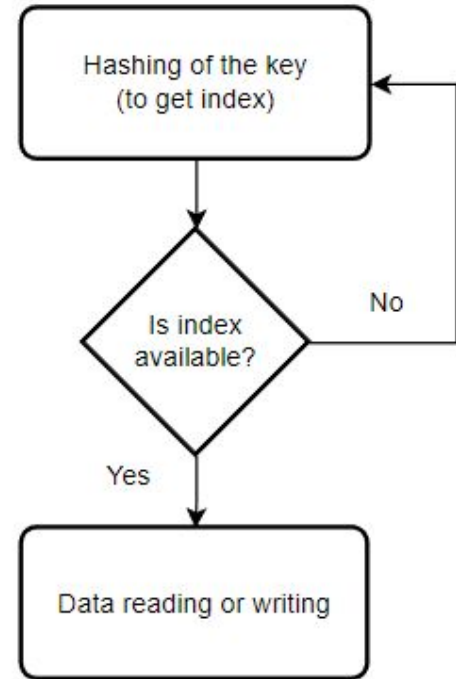 Hashing of the key
(to get index)
Is index
available?
No
Yes
Data reading or writing